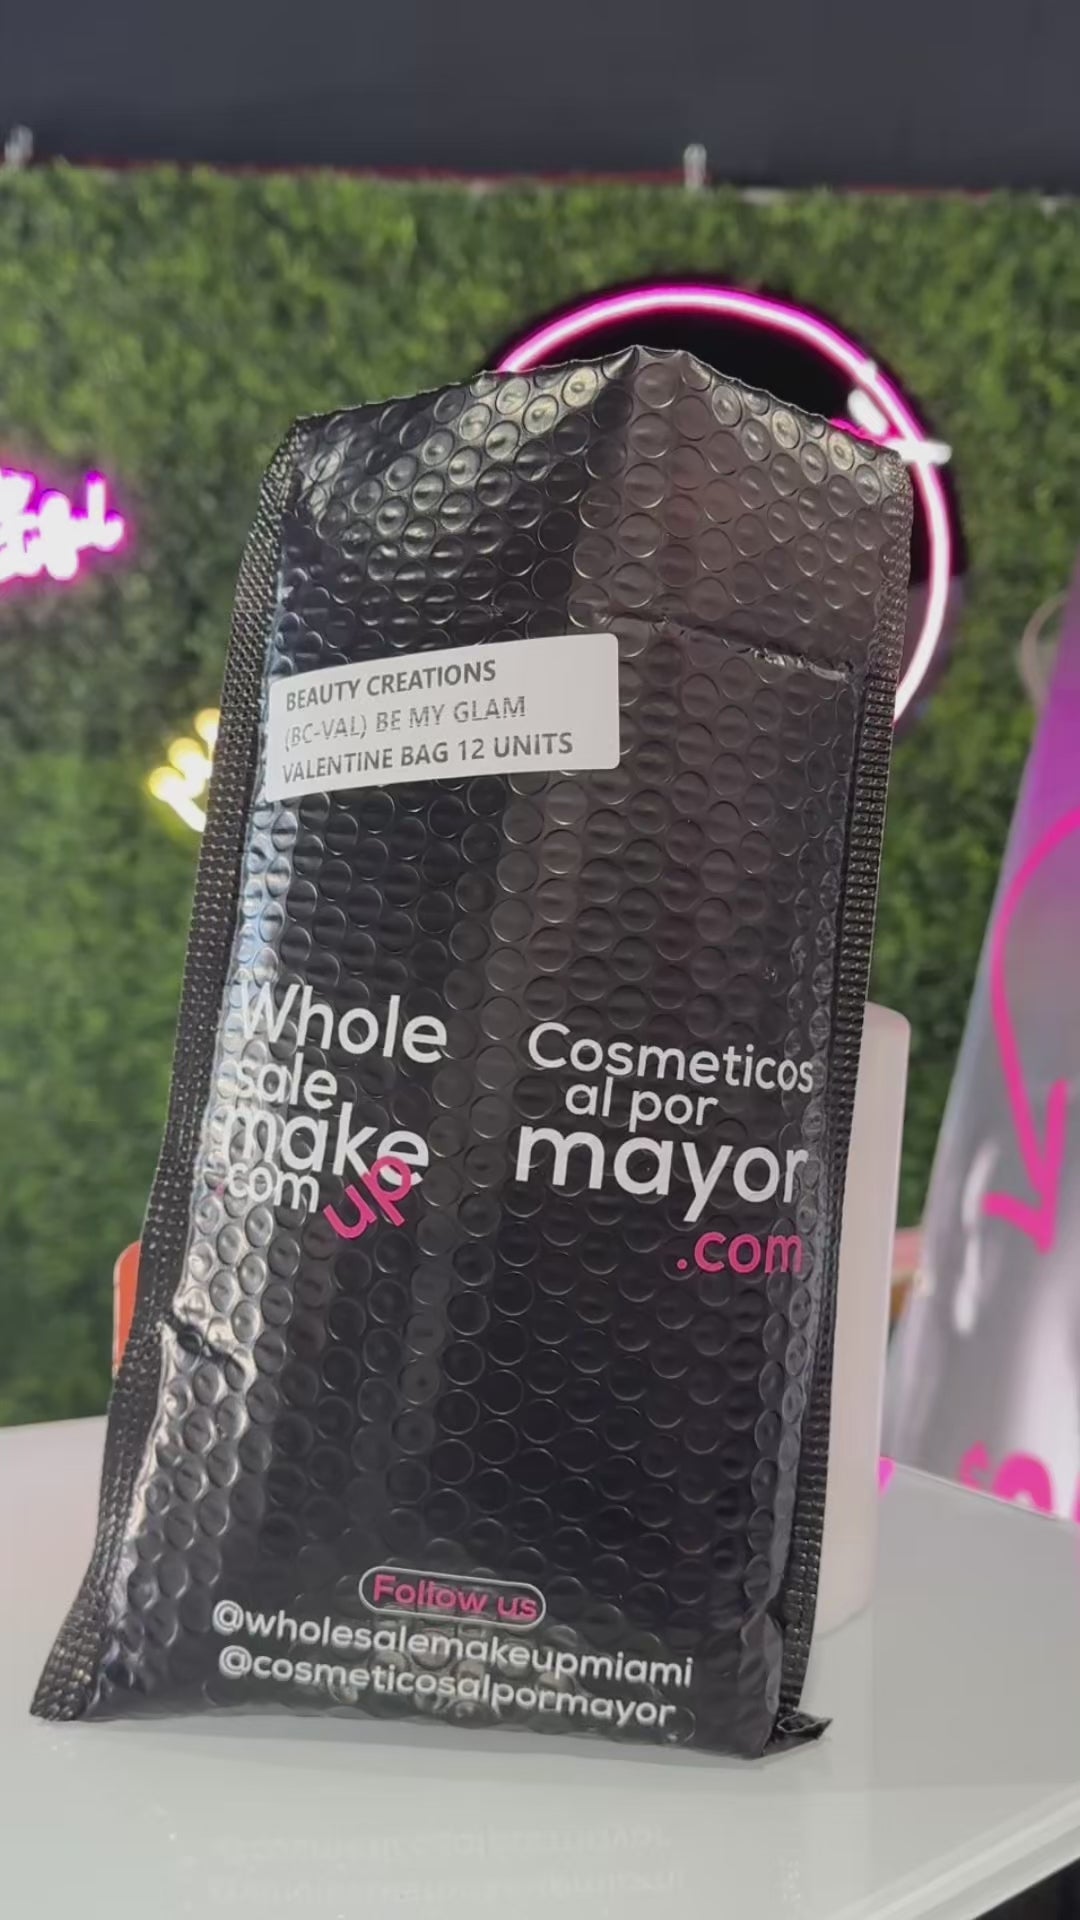 BEAUTY CREATIONS
(BC-VAL) BE MY GLAM
VALENTINE BAG 12 UNITS
Whole
sale
make
com up
Cosmeticos
al por
mayor
.com
Follow us
@wholesalemakeupmiami
@cosmeticosalpormayor